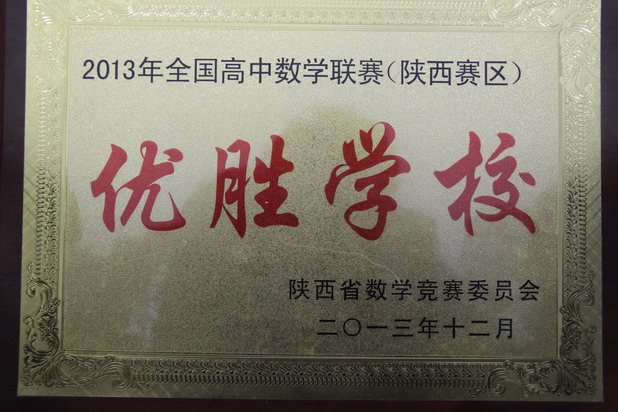 2013年全国高中数学联赛（陕西赛区）
优胜学校
陕西省数学竞赛委员会
二〇一三年十二月